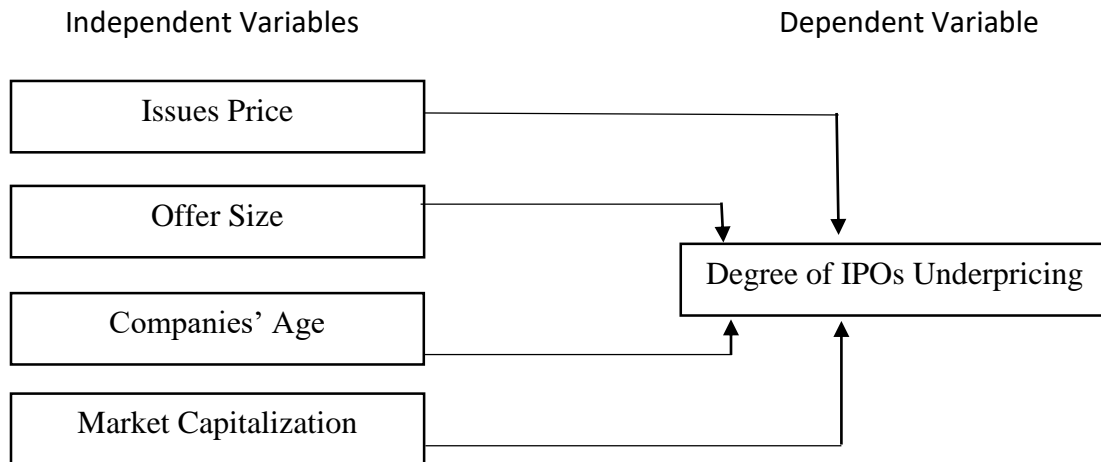 Independent Variables
Dependent Variable
Issues Price
Offer Size
Degree of IPOs Underpricing
Companies’ Age
Market Capitalization